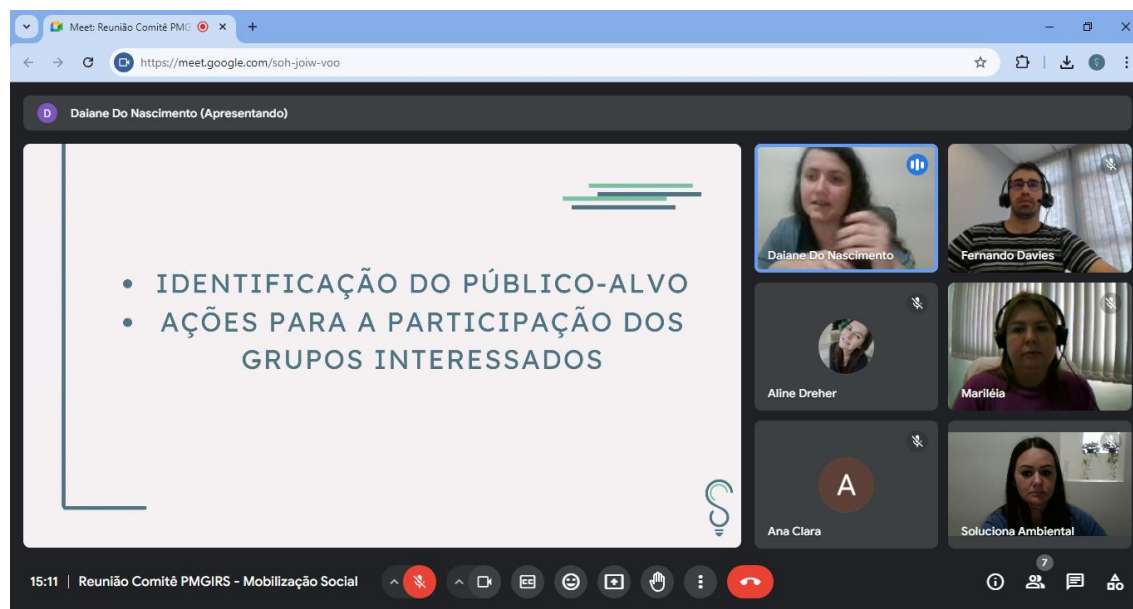 Meet: Reunião Comitê PMG
https://meet.google.com/soh-joiw-voo
S
D Daiane Do Nascimento (Apresentando)
• IDENTIFICAÇÃO DO PÚBLICO-ALVO
• AÇÕES PARA A PARTICIPAÇÃO DOS
GRUPOS INTERESSADOS
Daiane Do Nascimento
Fernando Davies
Aline Dreher
Mariléia
A
Ana Clara
Soluciona Ambiental
15:11 | Reunião Comitê PMGIRS - Mobilização Social
CC
7